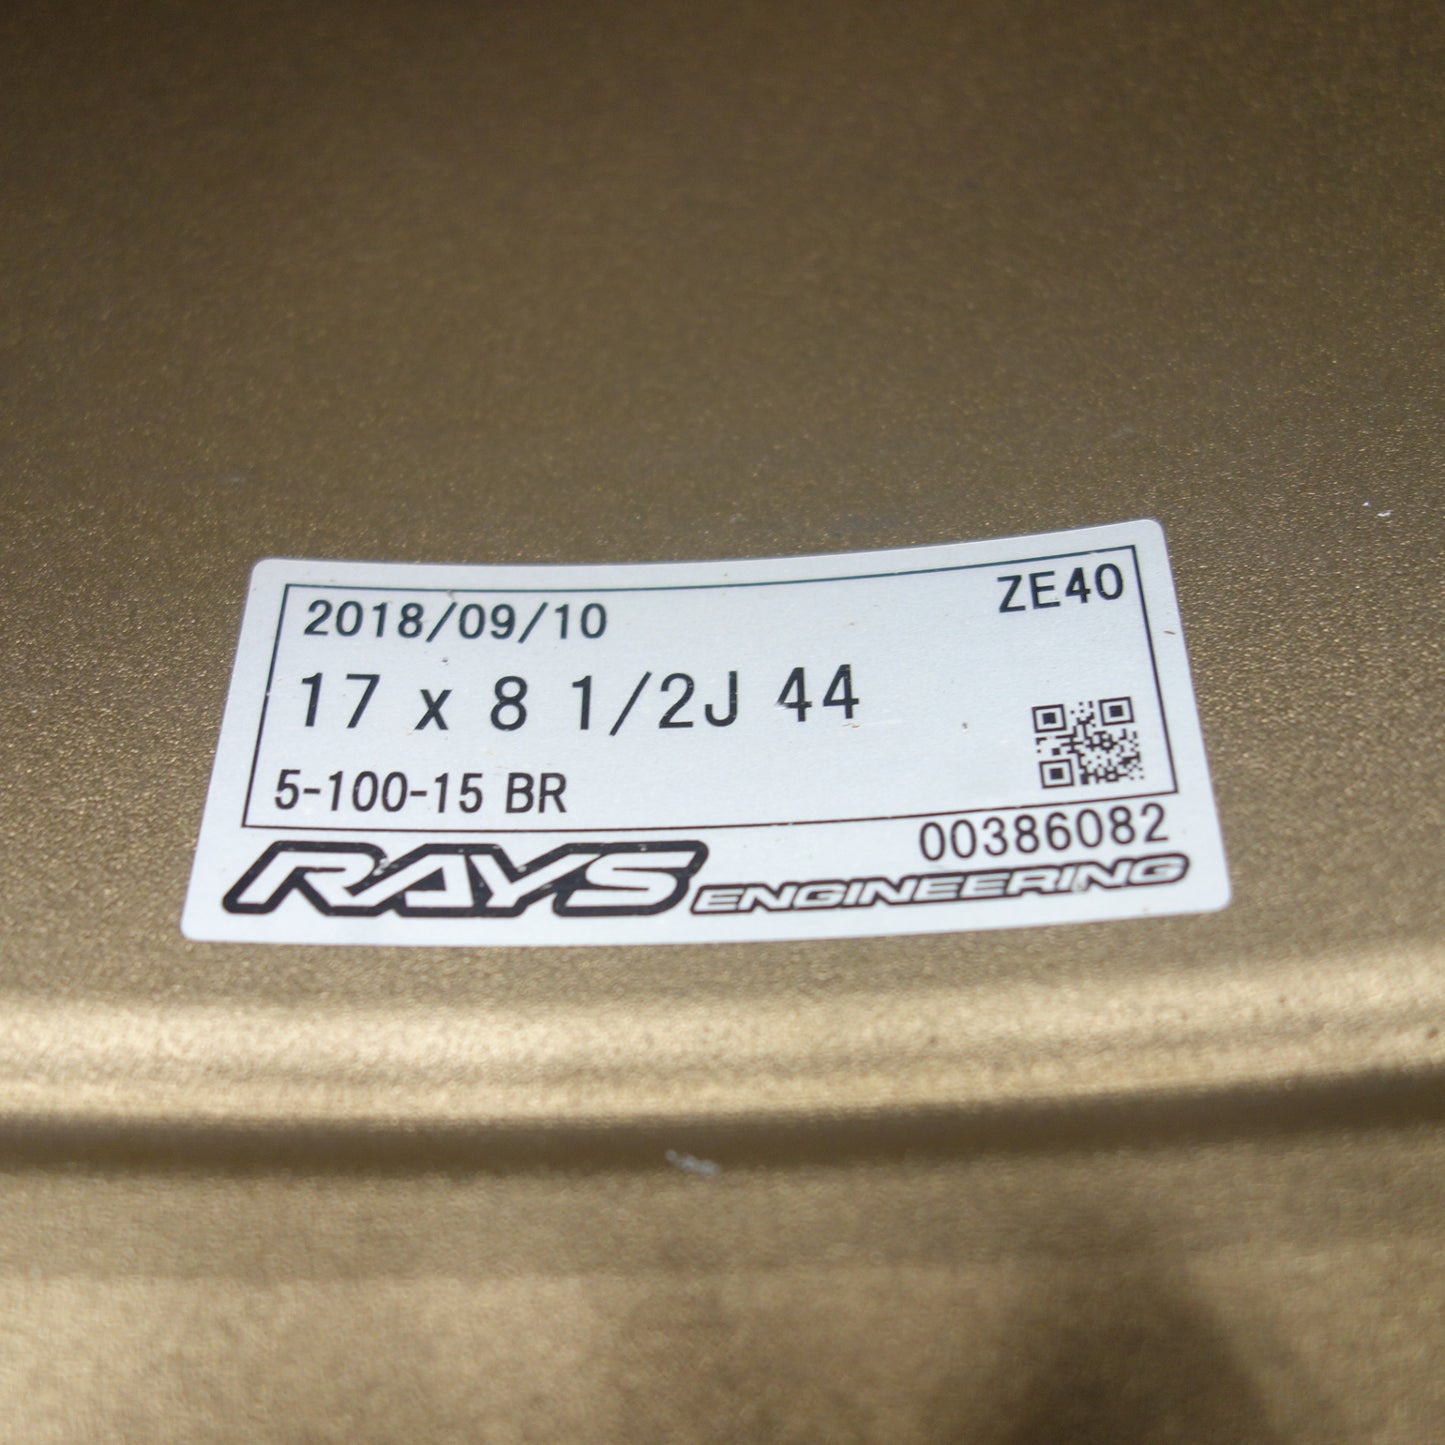 2018/09/10 ZE40
17 x 8 1/2J 44
5-100-15 BR
00386082
RAYS ENGINEERING